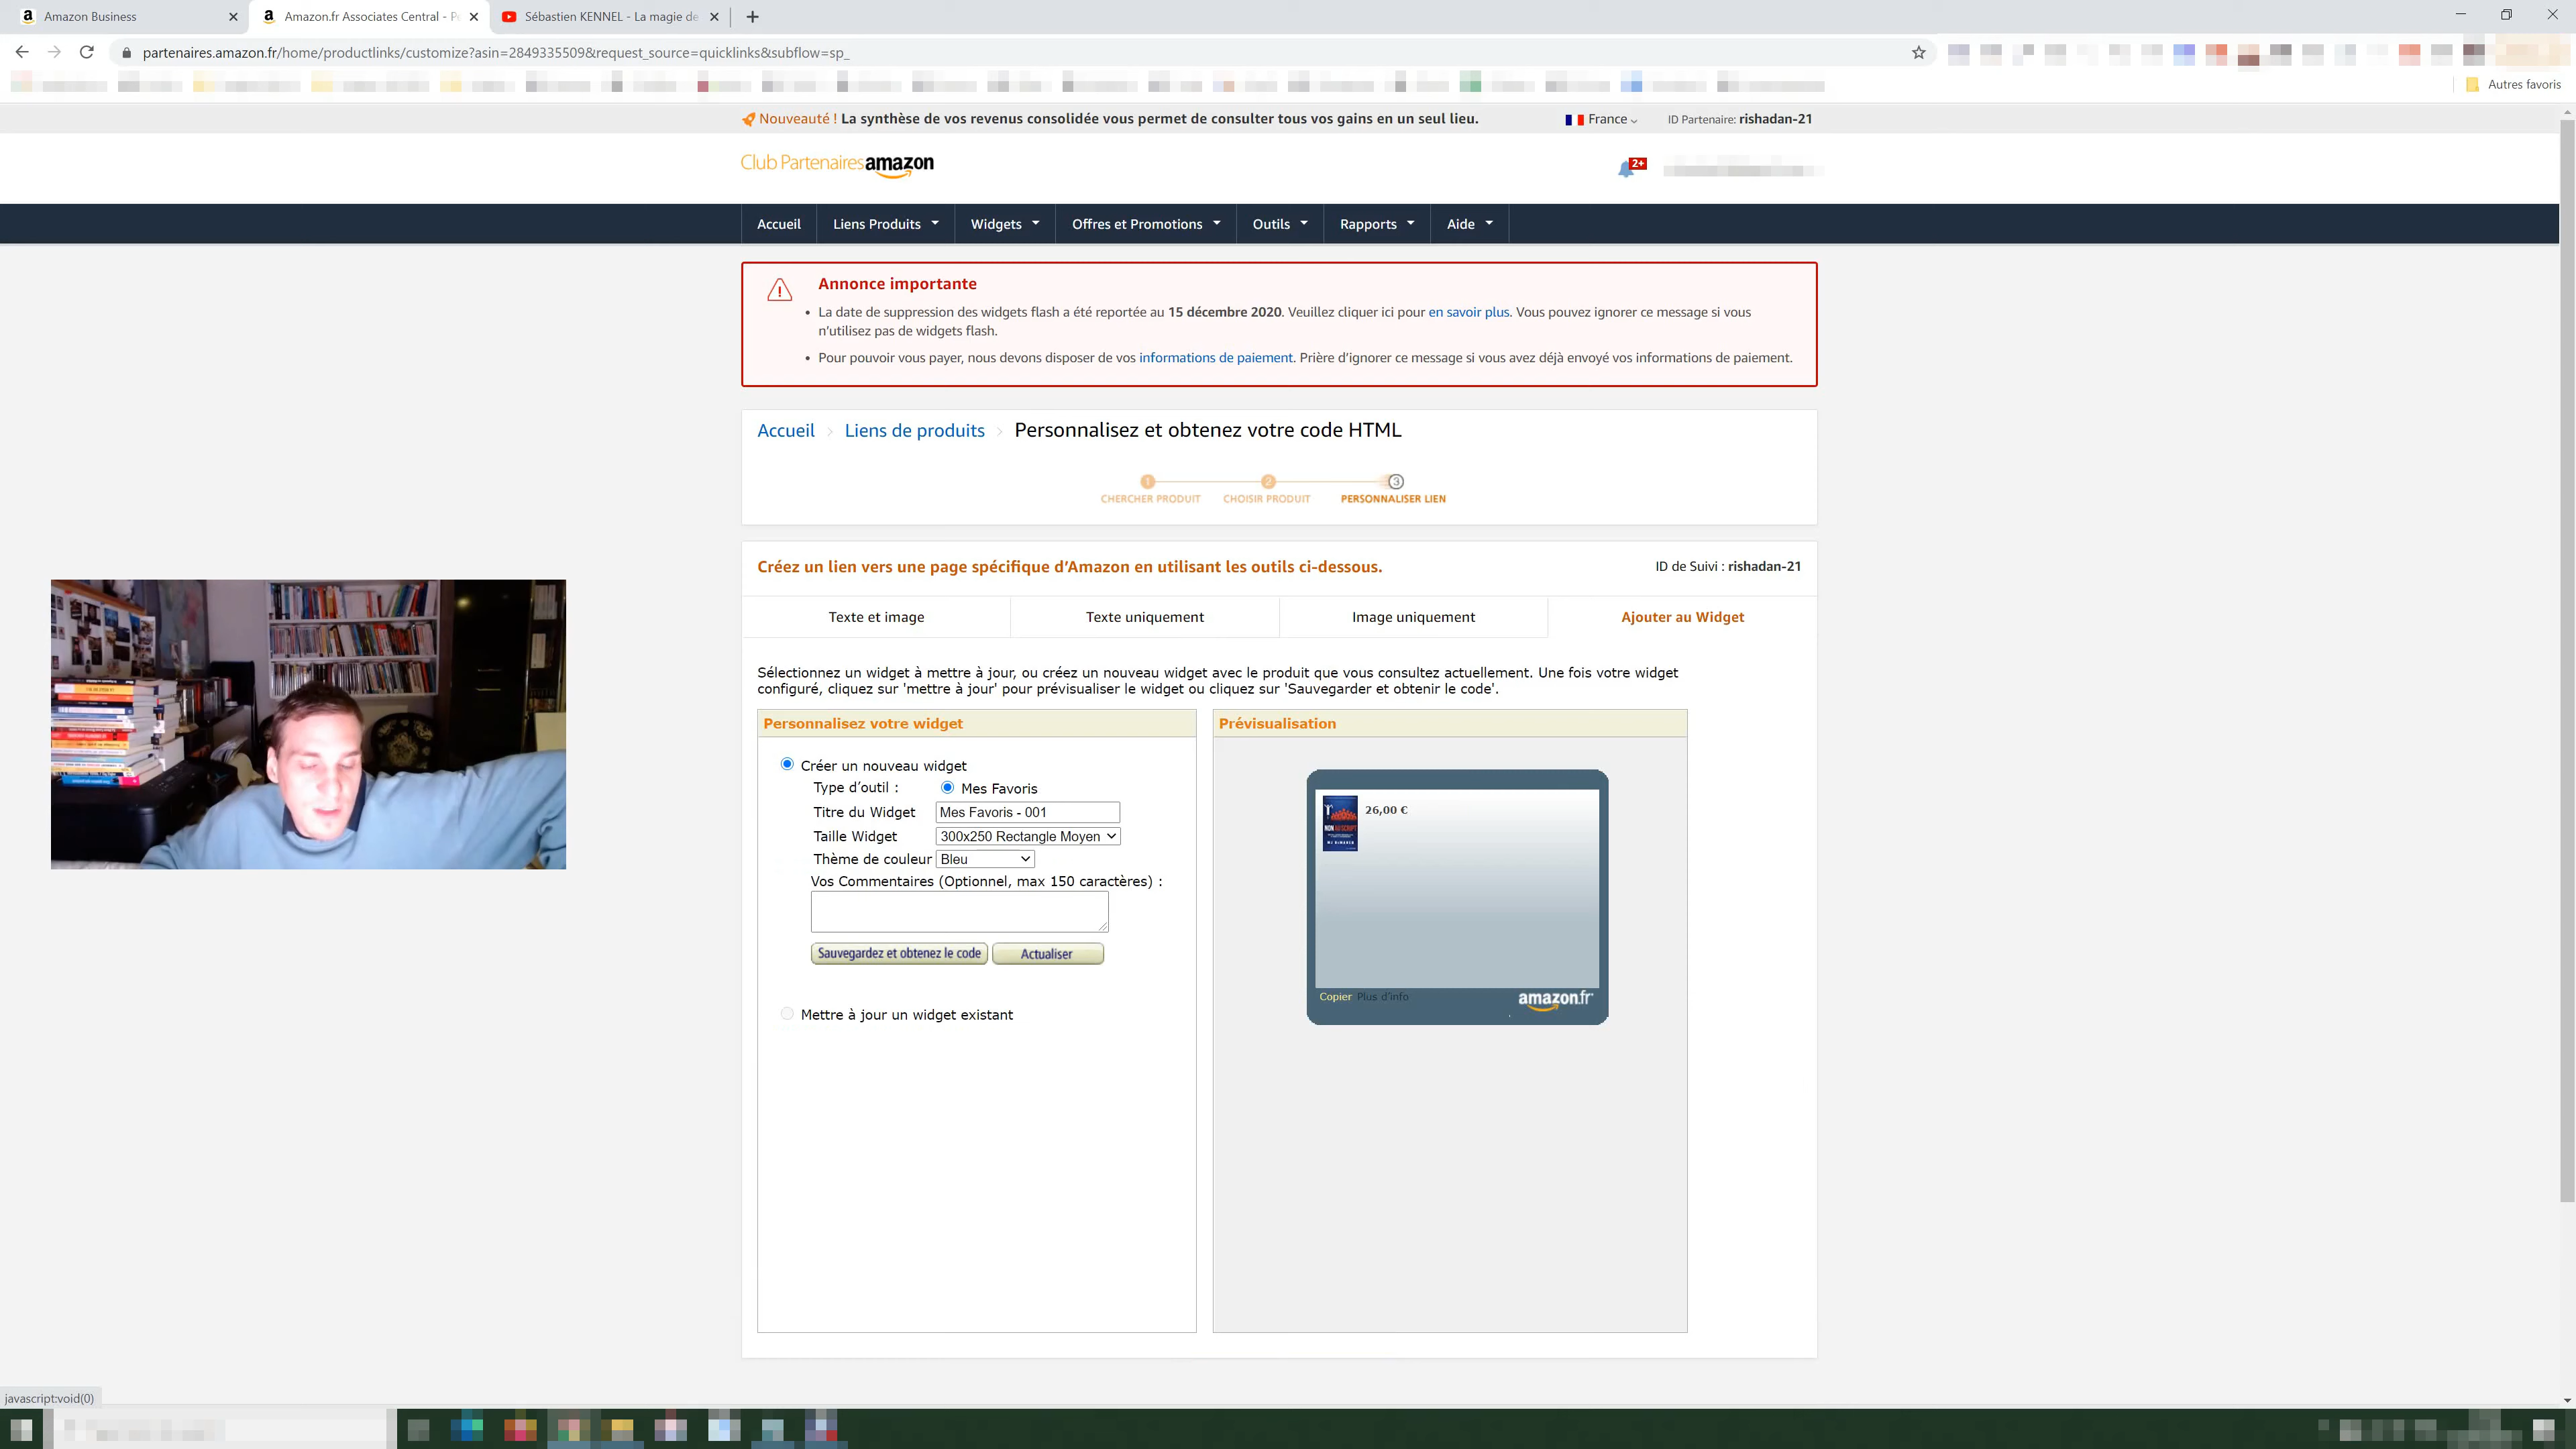 Amazon Business
Amazon.fr Associates Central - P
Sébastien KENNEL - La magie de
partenaires.amazon.fr/home/productlinks/customize?asin=2849335509&request_source=quicklinks&subflow=sp_
Autres favoris
Nouveauté ! La synthèse de vos revenus consolidée vous permet de consulter tous vos gains en un seul lieu.
France
ID Partenaire: rishadan-21
Club Partenaires amazon
2+
Accueil
Liens Produits
Widgets
Offres et Promotions
Outils
Rapports
Aide
Annonce importante
• La date de suppression des widgets flash a été reportée au 15 décembre 2020. Veuillez cliquer ici pour en savoir plus. Vous pouvez ignorer ce message si vous
n’utilisez pas de widgets flash.
• Pour pouvoir vous payer, nous devons disposer de vos informations de paiement. Prière d’ignorer ce message si vous avez déjà envoyé vos informations de paiement.
Accueil › Liens de produits › Personnalisez et obtenez votre code HTML
1 2 3
CHERCHER PRODUIT CHOISIR PRODUIT PERSONNALISER LIEN
Créez un lien vers une page spécifique d’Amazon en utilisant les outils ci-dessous.
ID de Suivi : rishadan-21
Texte et image
Texte uniquement
Image uniquement
Ajouter au Widget
Sélectionnez un widget à mettre à jour, ou créez un nouveau widget avec le produit que vous consultez actuellement. Une fois votre widget
configuré, cliquez sur 'mettre à jour' pour prévisualiser le widget ou cliquez sur 'Sauvegarder et obtenir le code'.
Personnalisez votre widget
Créer un nouveau widget
Type d’outil : Mes Favoris
Titre du Widget Mes Favoris - 001
Taille Widget 300x250 Rectangle Moyen
Thème de couleur Bleu
Vos Commentaires (Optionnel, max 150 caractères) :
Sauvegardez et obtenez le code
Actualiser
Mettre à jour un widget existant
Prévisualisation
26,00 €
Copier Plus d'info
amazon.fr
javascript:void(0)